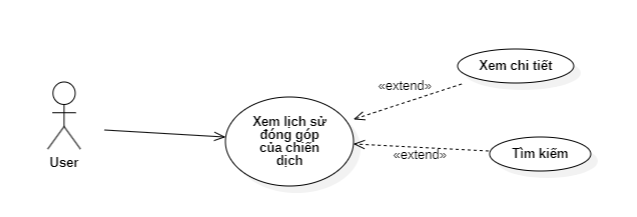 Xem chi tiết
«extend»
Xem lịch sử
đóng góp
của chiến
dịch
«extend»
Tìm kiếm
User